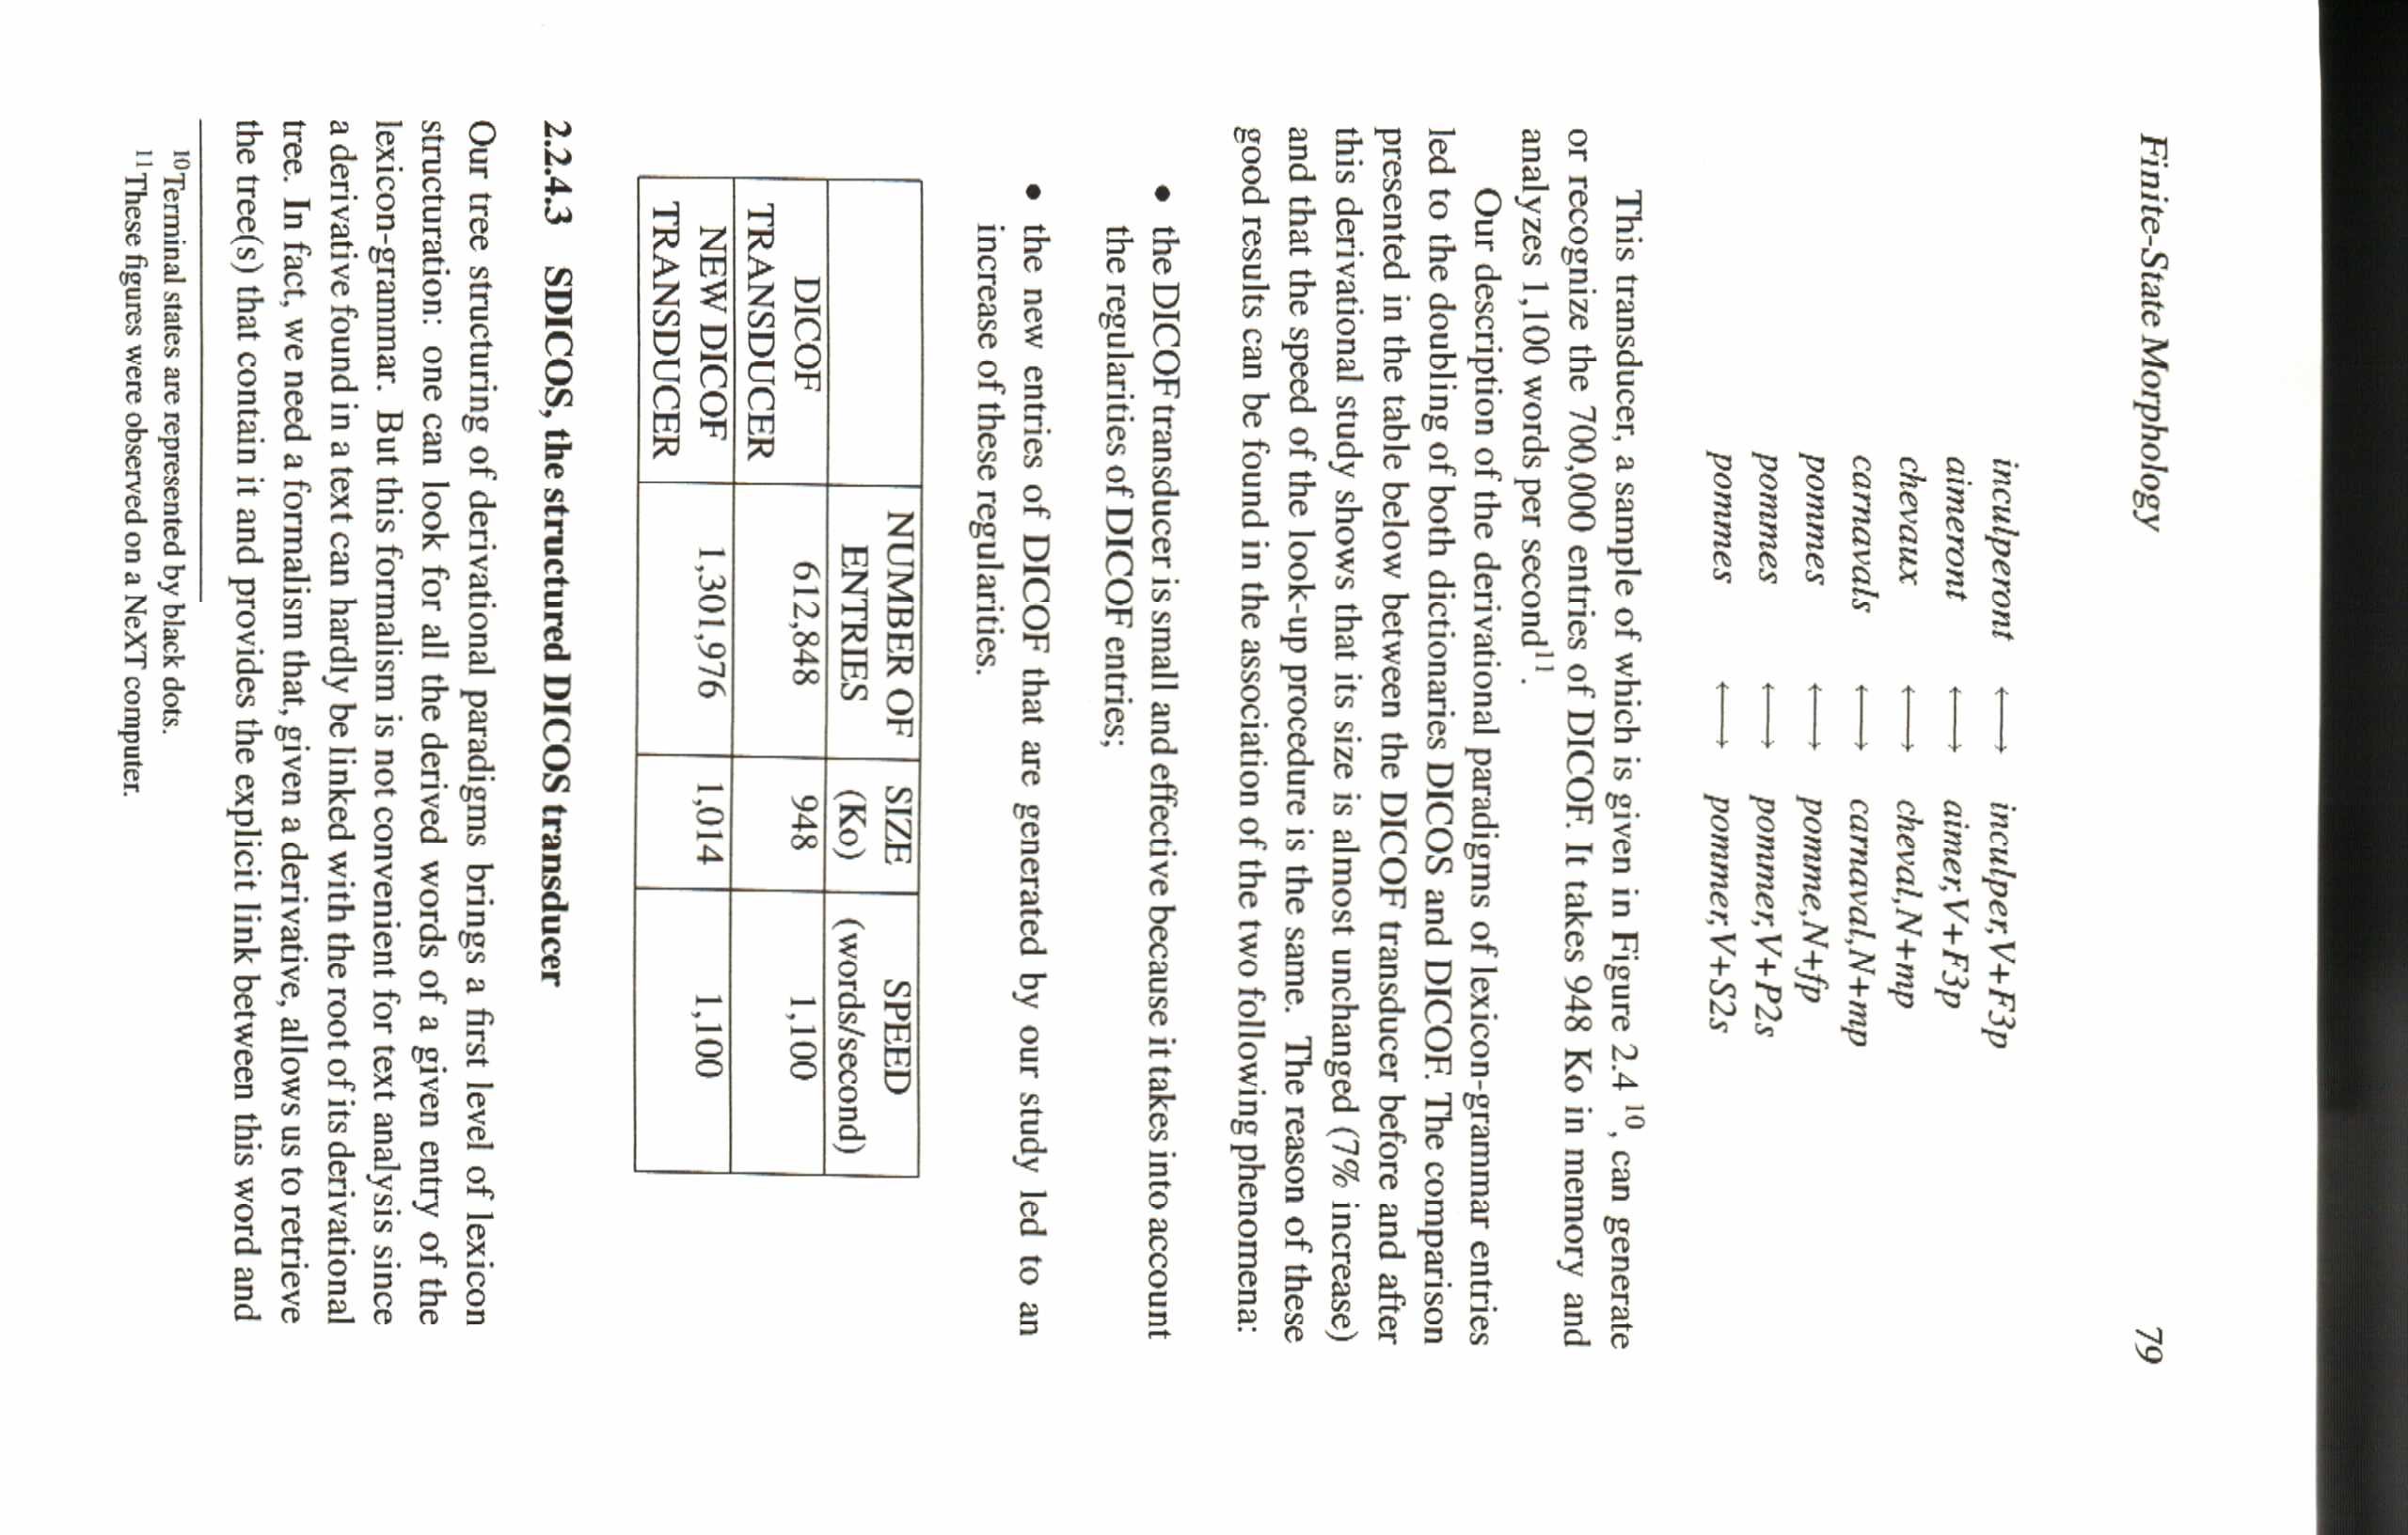 Finite-State Morphology 79
inculperont ⟷ inculper,V+F3p
aimeront ⟷ aimer,V+F3p
chevaux ⟷ cheval,N+mp
carnavals ⟷ carnaval,N+mp
pommes ⟷ pomme,N+fp
pommes ⟷ pommer,V+P2s
pommes ⟷ pommer,V+S2s
This transducer, a sample of which is given in Figure 2.4 10, can generate
or recognize the 700,000 entries of DICOF. It takes 948 Ko in memory and
analyzes 1,100 words per second11.
Our description of the derivational paradigms of lexicon-grammar entries
led to the doubling of both dictionaries DICOS and DICOF. The comparison
presented in the table below between the DICOF transducer before and after
this derivational study shows that its size is almost unchanged (7% increase)
and that the speed of the look-up procedure is the same. The reason of these
good results can be found in the association of the two following phenomena:
• the DICOF transducer is small and effective because it takes into account
the regularities of DICOF entries;
• the new entries of DICOF that are generated by our study led to an
increase of these regularities.
NUMBER OF SIZE SPEED
ENTRIES (Ko) (words/second)
DICOF 612,848 948 1,100
TRANSDUCER
NEW DICOF 1,301,976 1,014 1,100
TRANSDUCER
2.2.4.3 SDICOS, the structured DICOS transducer
Our tree structuring of derivational paradigms brings a first level of lexicon
structuration: one can look for all the derived words of a given entry of the
lexicon-grammar. But this formalism is not convenient for text analysis since
a derivative found in a text can hardly be linked with the root of its derivational
tree. In fact, we need a formalism that, given a derivative, allows us to retrieve
the tree(s) that contain it and provides the explicit link between this word and
10Terminal states are represented by black dots.
11These figures were observed on a NeXT computer.